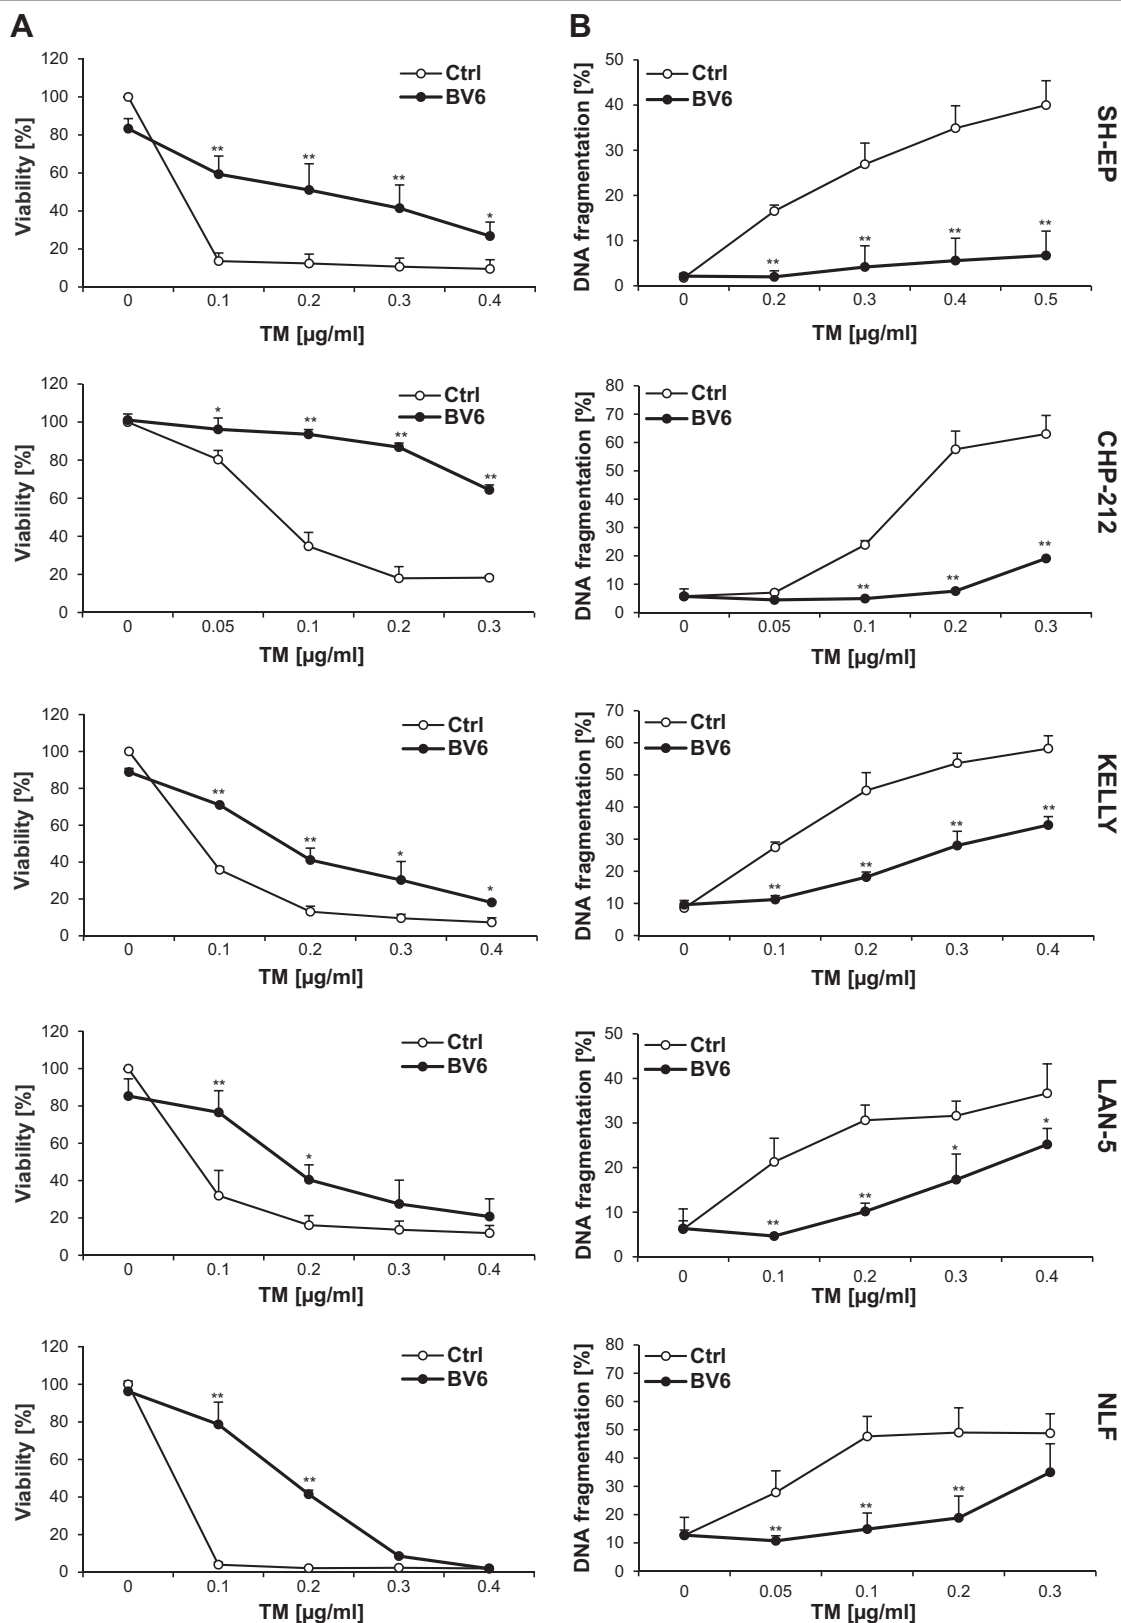 A
B
Viability [%]
120
100
80
60
40
20
0
Ctrl
BV6
**
**
**
*
0 0.1 0.2 0.3 0.4
TM [µg/ml]
DNA fragmentation [%]
50
40
30
20
10
0
Ctrl
BV6
**
**
**
**
0 0.2 0.3 0.4 0.5
TM [µg/ml]
SH-EP
Viability [%]
120
100
80
60
40
20
0
Ctrl
BV6
*
**
**
**
0 0.05 0.1 0.2 0.3
TM [µg/ml]
DNA fragmentation [%]
80
70
60
50
40
30
20
10
0
Ctrl
BV6
**
**
**
0 0.05 0.1 0.2 0.3
TM [µg/ml]
CHP-212
Viability [%]
120
100
80
60
40
20
0
Ctrl
BV6
**
**
*
*
0 0.1 0.2 0.3 0.4
TM [µg/ml]
DNA fragmentation [%]
70
60
50
40
30
20
10
0
Ctrl
BV6
**
**
**
**
0 0.1 0.2 0.3 0.4
TM [µg/ml]
KELLY
Viability [%]
120
100
80
60
40
20
0
Ctrl
BV6
**
*
0 0.1 0.2 0.3 0.4
TM [µg/ml]
DNA fragmentation [%]
50
40
30
20
10
0
Ctrl
BV6
**
**
*
*
0 0.1 0.2 0.3 0.4
TM [µg/ml]
LAN-5
Viability [%]
120
100
80
60
40
20
0
Ctrl
BV6
**
**
0 0.1 0.2 0.3 0.4
TM [µg/ml]
DNA fragmentation [%]
80
70
60
50
40
30
20
10
0
Ctrl
BV6
**
**
**
0 0.05 0.1 0.2 0.3
TM [µg/ml]
NLF